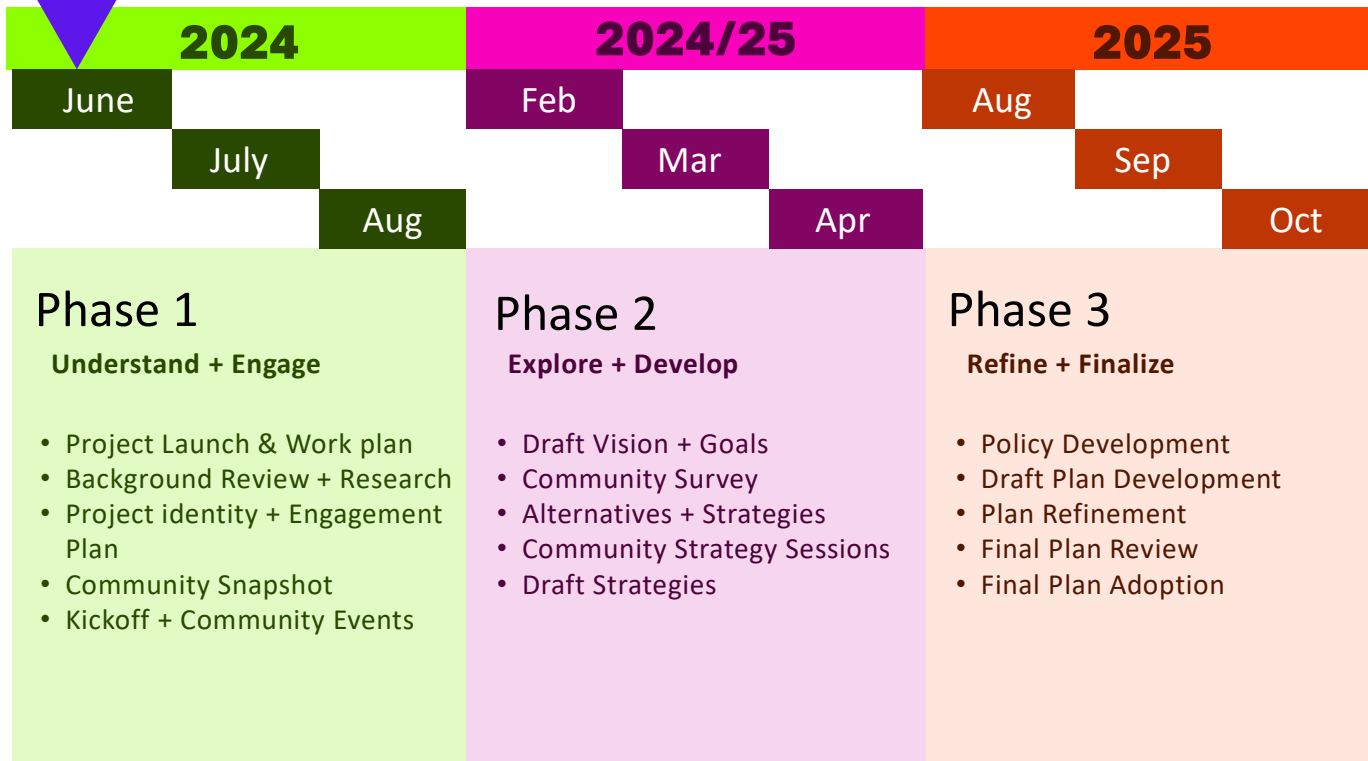 2024
2024/25
2025
June
Feb
Aug
July
Mar
Sep
Aug
Apr
Oct
Phase 1
Understand + Engage
• Project Launch & Work plan
• Background Review + Research
• Project identity + Engagement
Plan
• Community Snapshot
• Kickoff + Community Events
Phase 2
Explore + Develop
• Draft Vision + Goals
• Community Survey
• Alternatives + Strategies
• Community Strategy Sessions
• Draft Strategies
Phase 3
Refine + Finalize
• Policy Development
• Draft Plan Development
• Plan Refinement
• Final Plan Review
• Final Plan Adoption